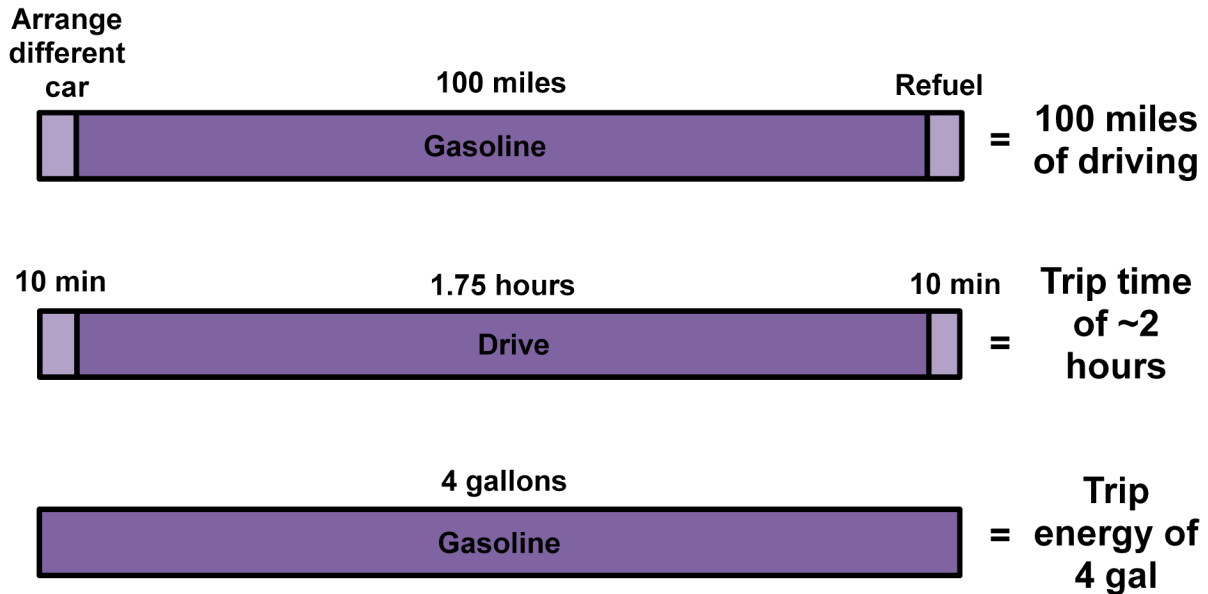 Arrange
different
car
100 miles
Refuel
Gasoline
=
100 miles
of driving
10 min
1.75 hours
10 min
Drive
=
Trip time
of ~2
hours
4 gallons
Gasoline
=
Trip
energy of
4 gal